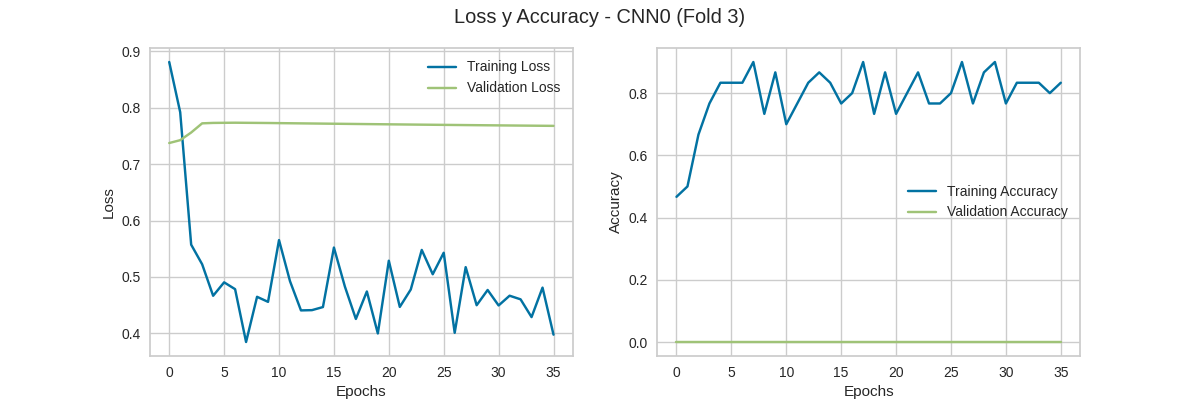 Loss y Accuracy - CNN0 (Fold 3)
0.9
0.8
0.7
0.6
0.5
0.4
Loss
Training Loss
Validation Loss
0 5 10 15 20 25 30 35
Epochs
0.8
0.6
0.4
0.2
0.0
Accuracy
Training Accuracy
Validation Accuracy
0 5 10 15 20 25 30 35
Epochs